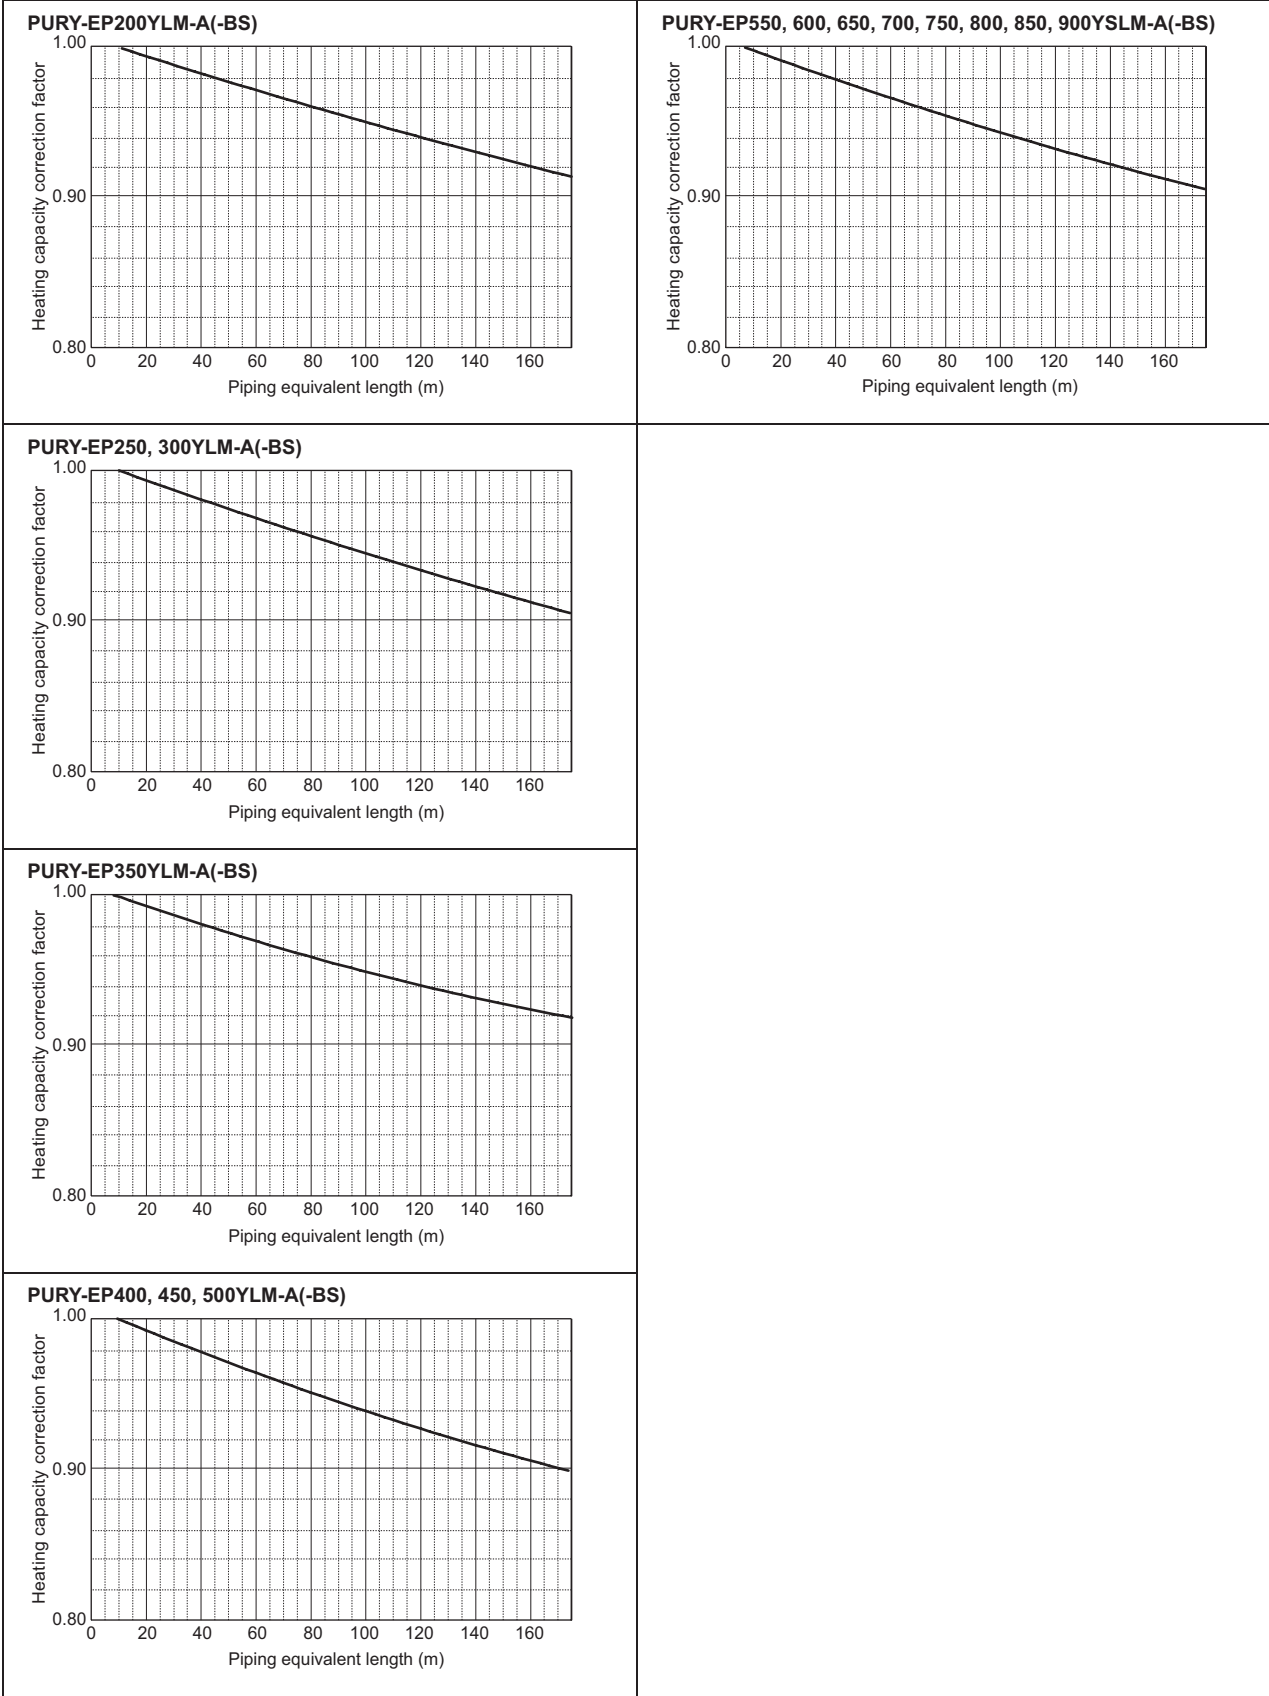 PURY-EP200YLM-A(-BS)
1.00
0.90
0.80
Heating capacity correction factor
0 20 40 60 80 100 120 140 160
Piping equivalent length (m)
PURY-EP550, 600, 650, 700, 750, 800, 850, 900YSLM-A(-BS)
1.00
0.90
0.80
Heating capacity correction factor
0 20 40 60 80 100 120 140 160
Piping equivalent length (m)
PURY-EP250, 300YLM-A(-BS)
1.00
0.90
0.80
Heating capacity correction factor
0 20 40 60 80 100 120 140 160
Piping equivalent length (m)
PURY-EP350YLM-A(-BS)
1.00
0.90
0.80
Heating capacity correction factor
0 20 40 60 80 100 120 140 160
Piping equivalent length (m)
PURY-EP400, 450, 500YLM-A(-BS)
1.00
0.90
0.80
Heating capacity correction factor
0 20 40 60 80 100 120 140 160
Piping equivalent length (m)